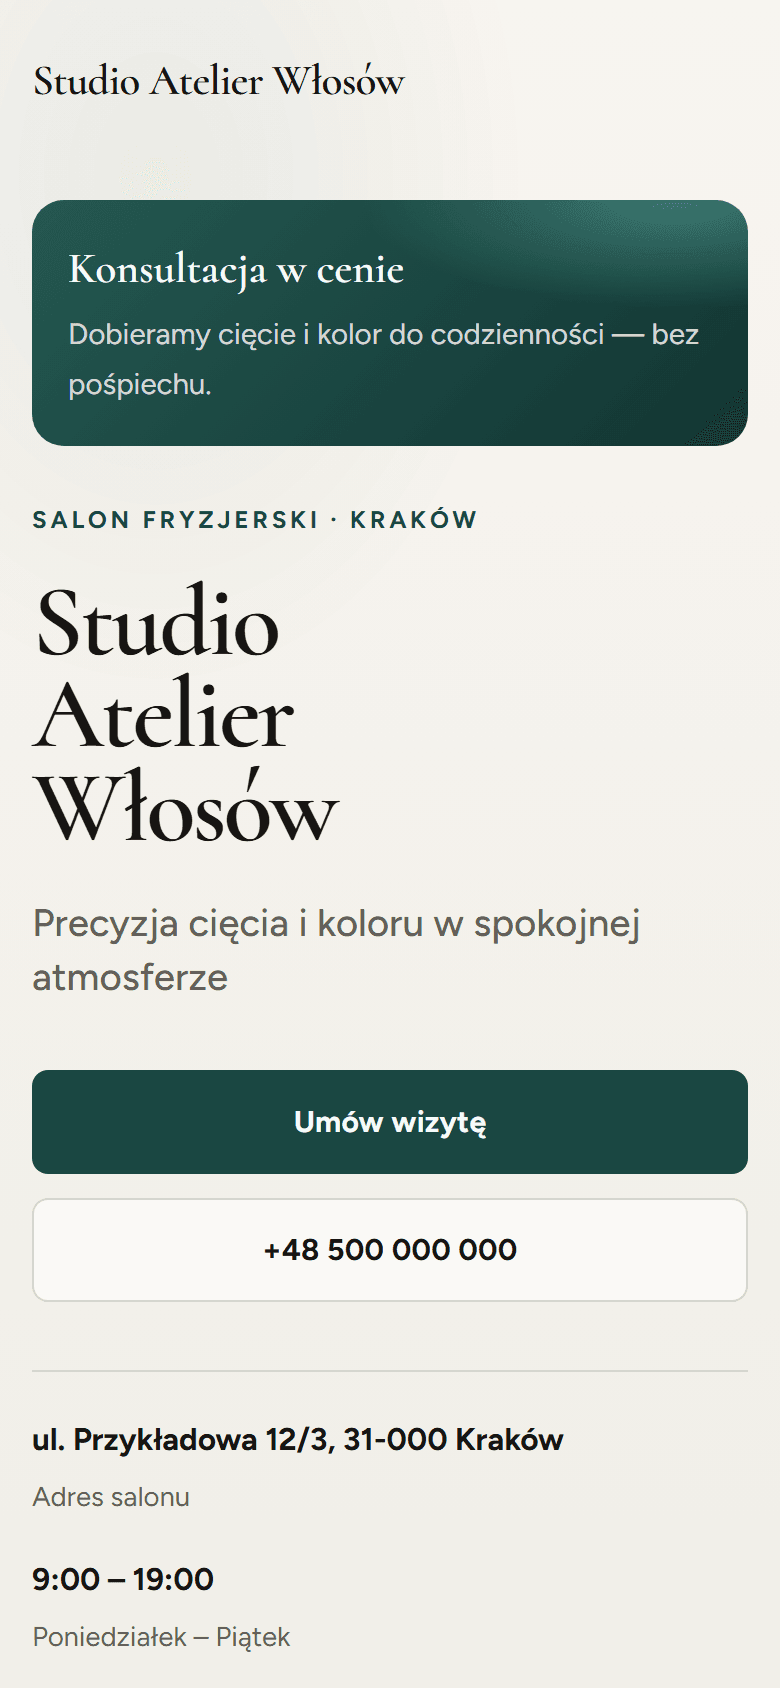 Studio Atelier Włosów
Konsultacja w cenie
Dobieramy cięcie i kolor do codzienności — bez
pośpiechu.
SALON FRYZJERSKI · KRAKÓW
Studio
Atelier
Włosów
Precyzja cięcia i koloru w spokojnej
atmosferze
Umów wizytę
+48 500 000 000
ul. Przykładowa 12/3, 31-000 Kraków
Adres salonu
9:00 – 19:00
Poniedziałek – Piątek